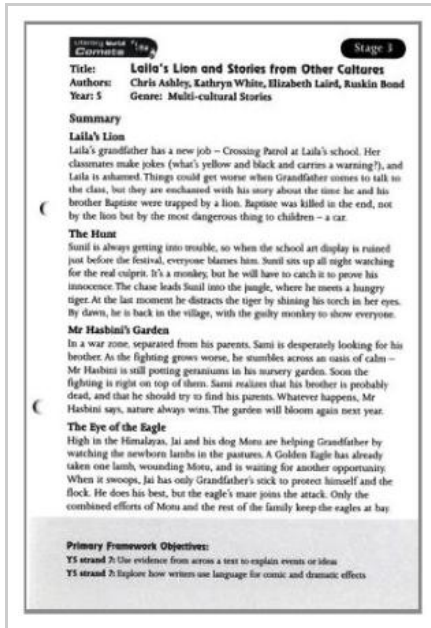 Literacy World
Comets
Stage 3
Title: Laila's Lion and Stories from Other Cultures
Authors: Chris Ashley, Kathryn White, Elizabeth Laird, Ruskin Bond
Year: 5 Genre: Multi-cultural Stories
Summary
Laila's Lion
Laila's grandfather has a new job – Crossing Patrol at Laila's school. Her
classmates make jokes (what's yellow and black and carries a warning?), and
Laila is ashamed. Things could get worse when Grandfather comes to talk to
the class, but they are enchanted with his story about the time he and his
brother Baptiste were trapped by a lion. Baptiste was killed in the end, not
by the lion but by the most dangerous thing to children – a car.
The Hunt
Sunil is always getting into trouble, so when the school art display is ruined
just before the festival, everyone blames him. Sunil sits up all night watching
for the real culprit. It's a monkey, but he will have to catch it to prove his
innocence. The chase leads Sunil into the jungle, where he meets a hungry
tiger. At the last moment he distracts the tiger by shining his torch in her eyes.
By dawn, he is back in the village, with the guilty monkey to show everyone.
Mr Hasbini's Garden
In a war zone, separated from his parents. Sami is desperately looking for his
brother. As the fighting grows worse, he stumbles across an oasis of calm –
Mr Hasbini is still potting geraniums in his nursery garden. Soon the
fighting is right on top of them. Sami realizes that his brother is probably
dead, and that he should try to find his parents. Whatever happens, Mr
Hasbini says, nature always wins. The garden will bloom again next year.
The Eye of the Eagle
High in the Himalayas, Jai and his dog Motu are helping Grandfather by
watching the newborn lambs in the pastures. A Golden Eagle has already
taken one lamb, wounding Motu, and is waiting for another opportunity.
When it swoops, Jai has only Grandfather's stick to protect himself and the
flock. He does his best, but the eagle's mate joins the attack. Only the
combined efforts of Motu and the rest of the family keep the eagles at bay.
Primary Framework Objectives:
Y5 strand 7: Use evidence from across a text to explain events or ideas
Y5 strand 7: Explore how writers use language for comic and dramatic effects